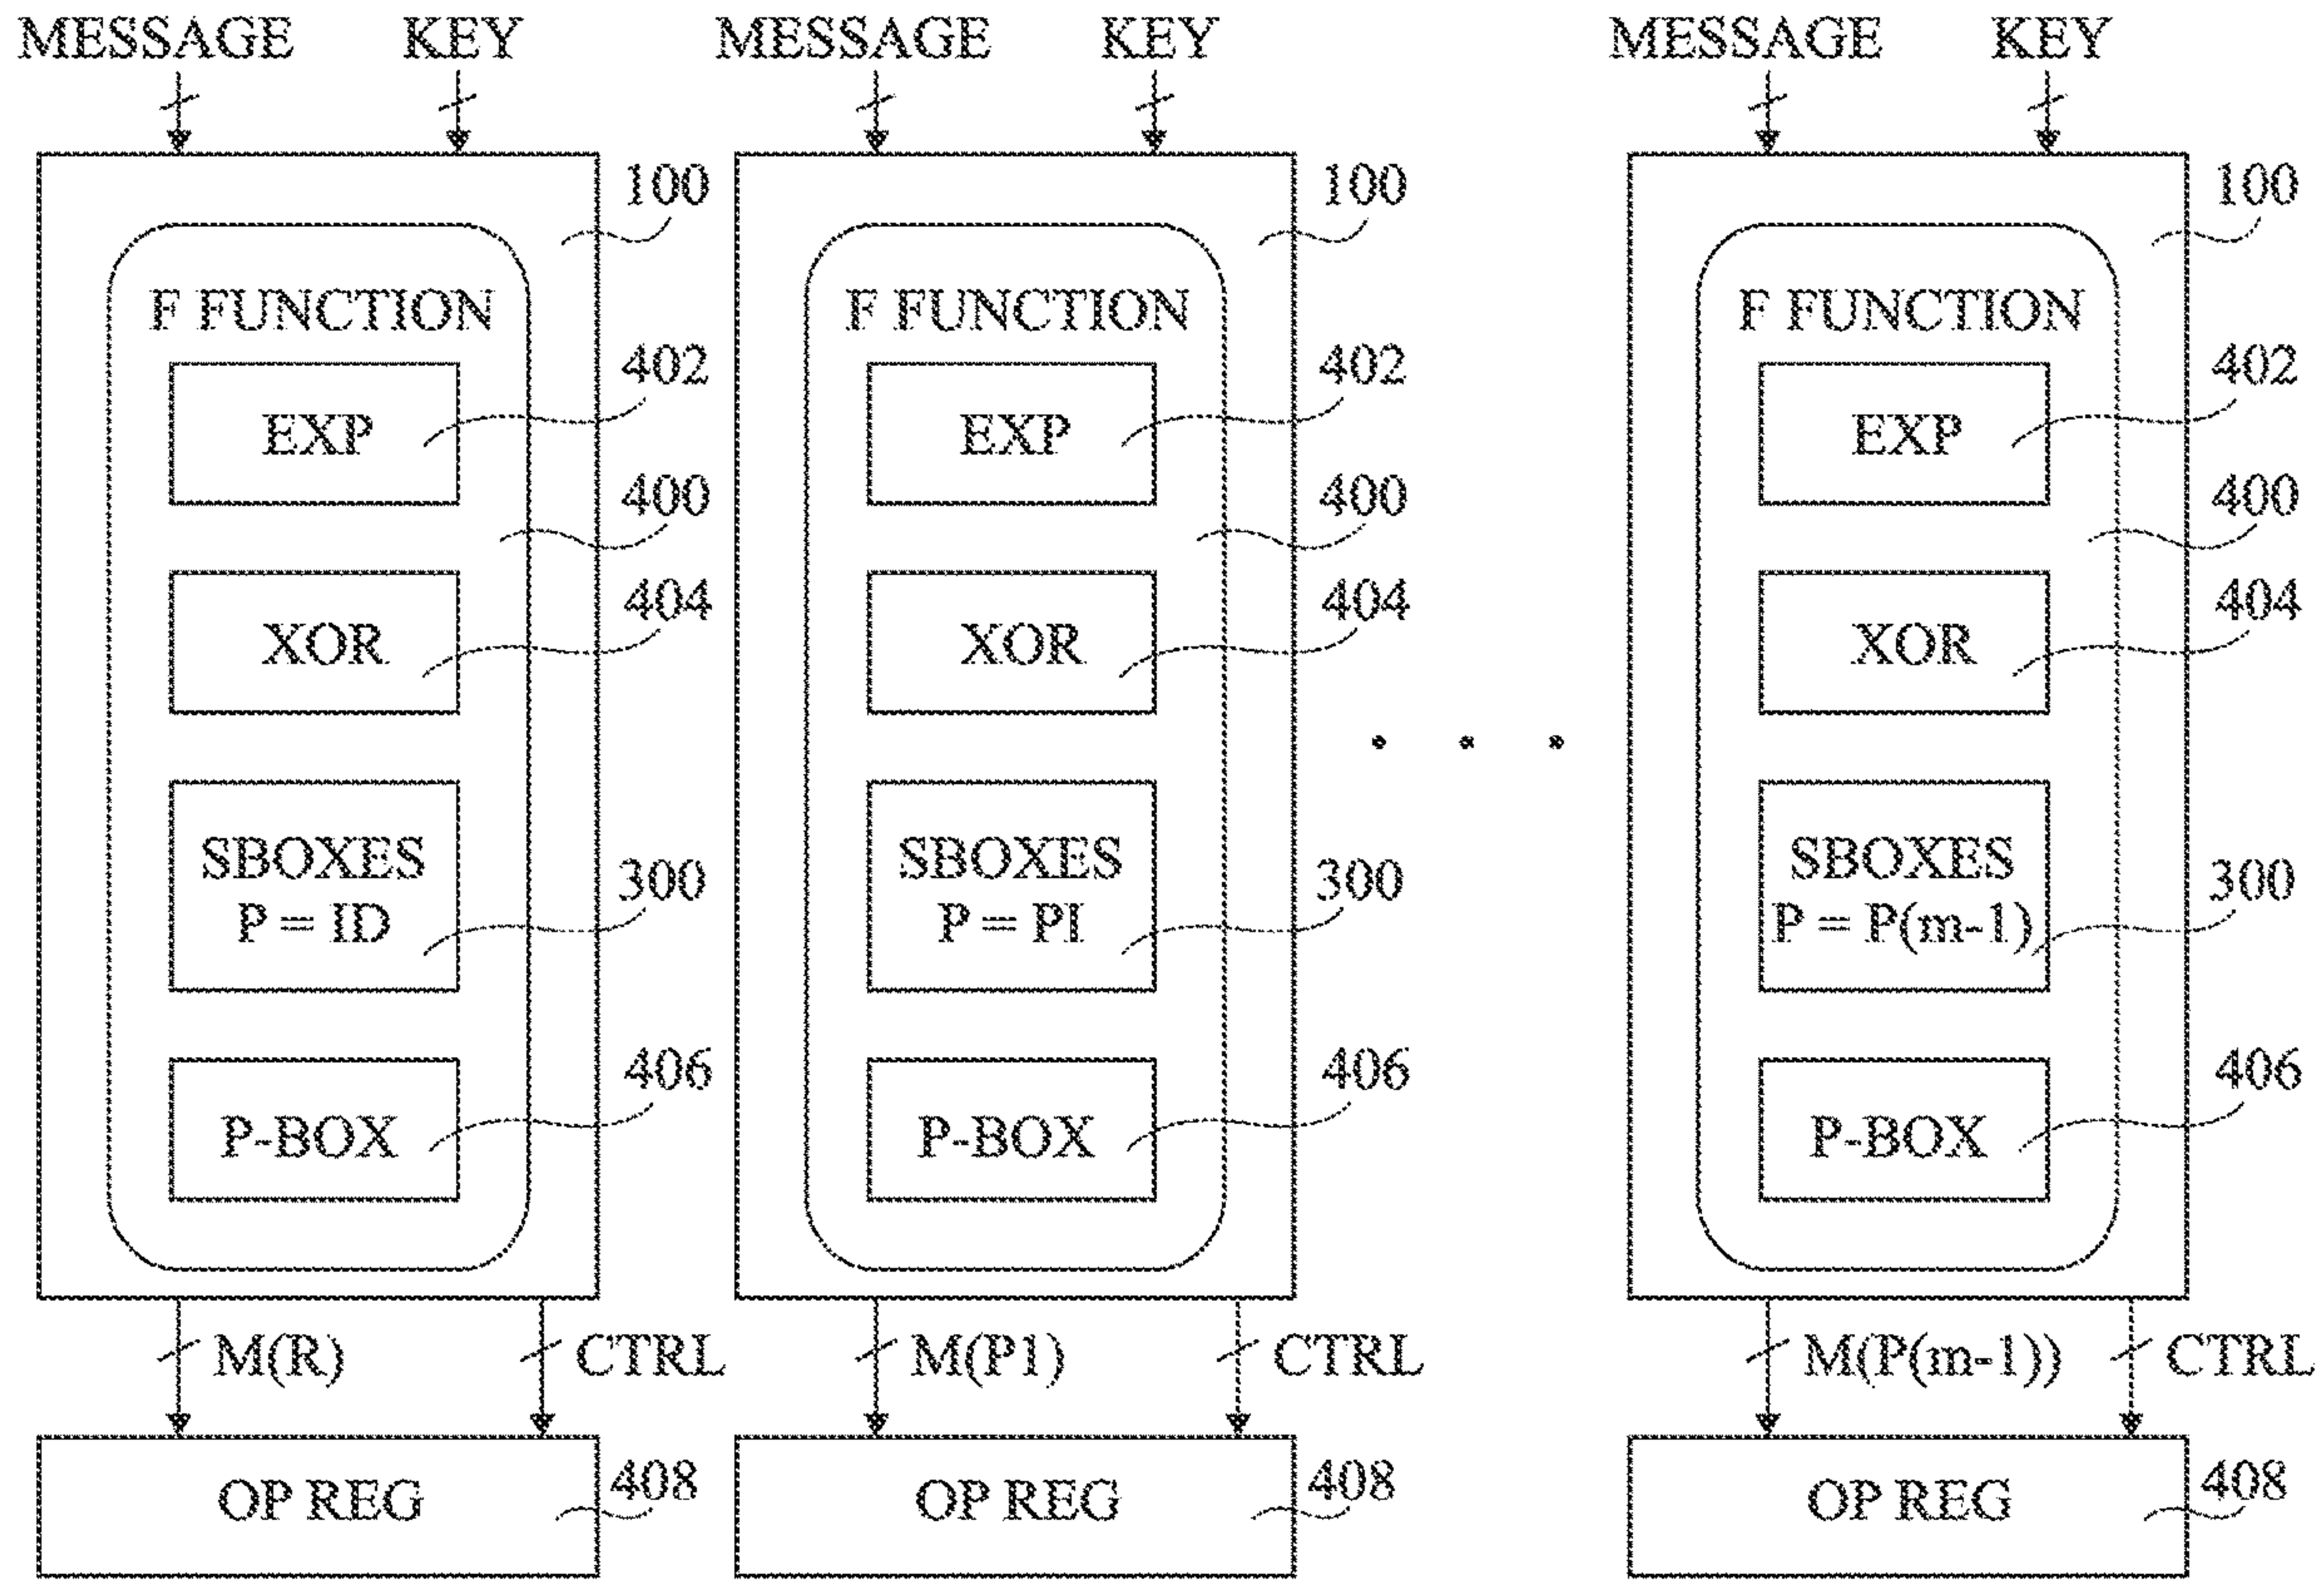 MESSAGE KEY MESSAGE KEY MESSAGE KEY
100 100 100
F FUNCTION F FUNCTION F FUNCTION
402 402 402
EXP EXP EXP
400 400 400
404 404 404
XOR XOR XOR
. . .
SBOXES SBOXES SBOXES
300 300 300
P = ID P = PI P = P(m-1)
406 406 406
P-BOX P-BOX P-BOX
M(R) CTRL M(P1) CTRL M(P(m-1)) CTRL
408 408 408
OP REG OP REG OP REG